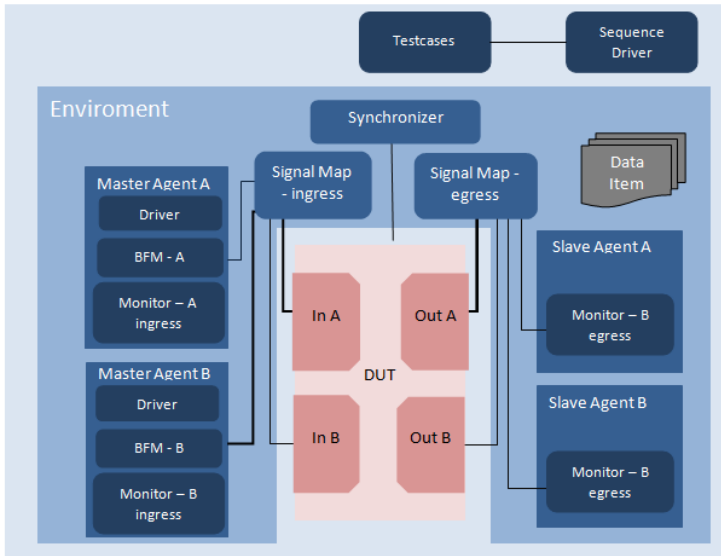 Testcases
Sequence
Driver
Enviroment
Synchronizer
Signal Map
- ingress
Signal Map -
egress
Data
Item
Master Agent A
Driver
BFM - A
Monitor – A
ingress
Master Agent B
Driver
BFM - B
Monitor – B
ingress
In A
Out A
DUT
In B
Out B
Slave Agent A
Monitor – B
egress
Slave Agent B
Monitor – B
egress